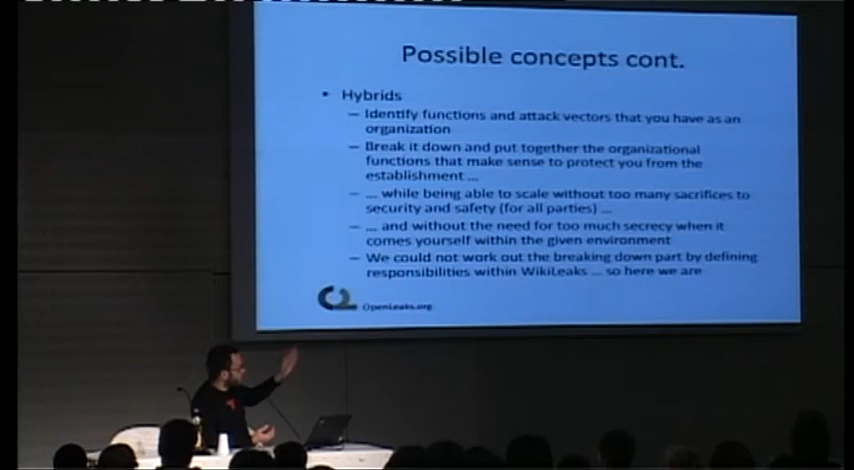 Possible concepts cont.
• Hybrids
– Identify functions and attack vectors that you have as an
organization
– Break it down and put together the organizational
functions that make sense to protect you from the
establishment ...
– ... while being able to scale without too many sacrifices to
security and safety (for all parties) ...
– ... and without the need for too much secrecy when it
comes yourself within the given environment
– We could not work out the breaking down part by defining
responsibilities within WikiLeaks ... so here we are
OpenLeaks.org